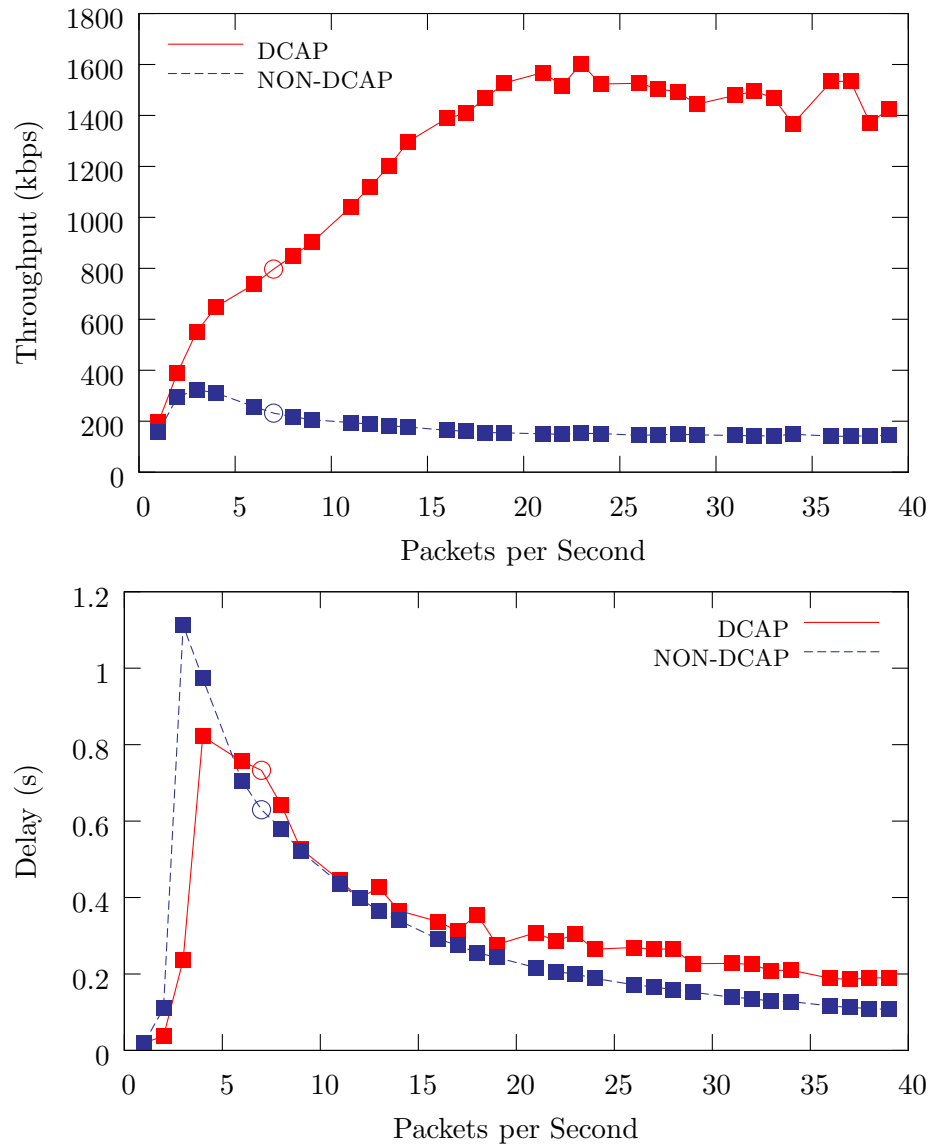 1800
1600
1400
1200
1000
800
600
400
200
0
Throughput (kbps)
DCAP
NON-DCAP
0 5 10 15 20 25 30 35 40
Packets per Second
1.2
1
0.8
0.6
0.4
0.2
0
Delay (s)
DCAP
NON-DCAP
0 5 10 15 20 25 30 35 40
Packets per Second